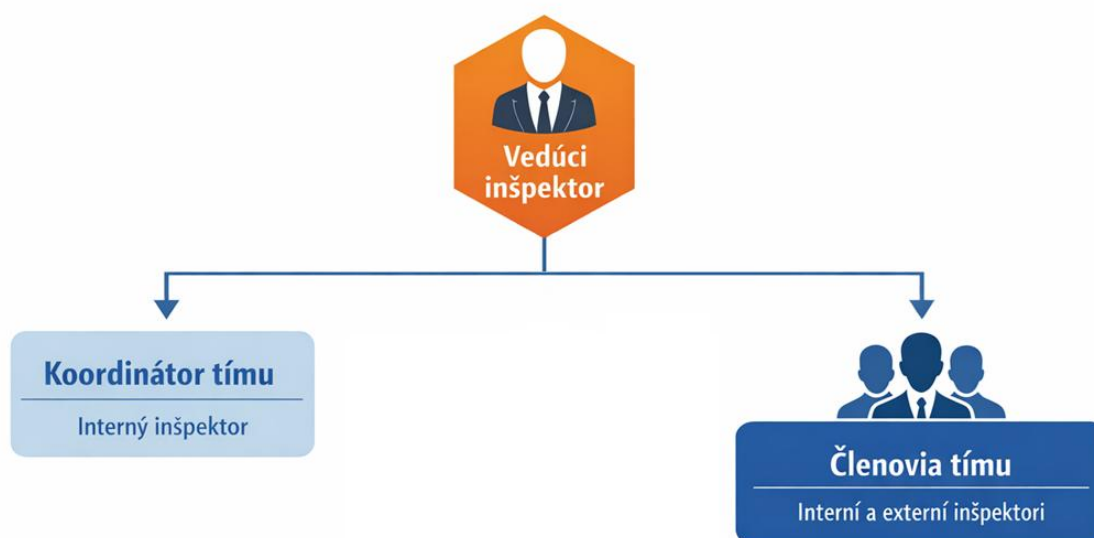 Vedúci
inšpektor
Koordinátor tímu
Interný inšpektor
Členovia tímu
Interní a externí inšpektori